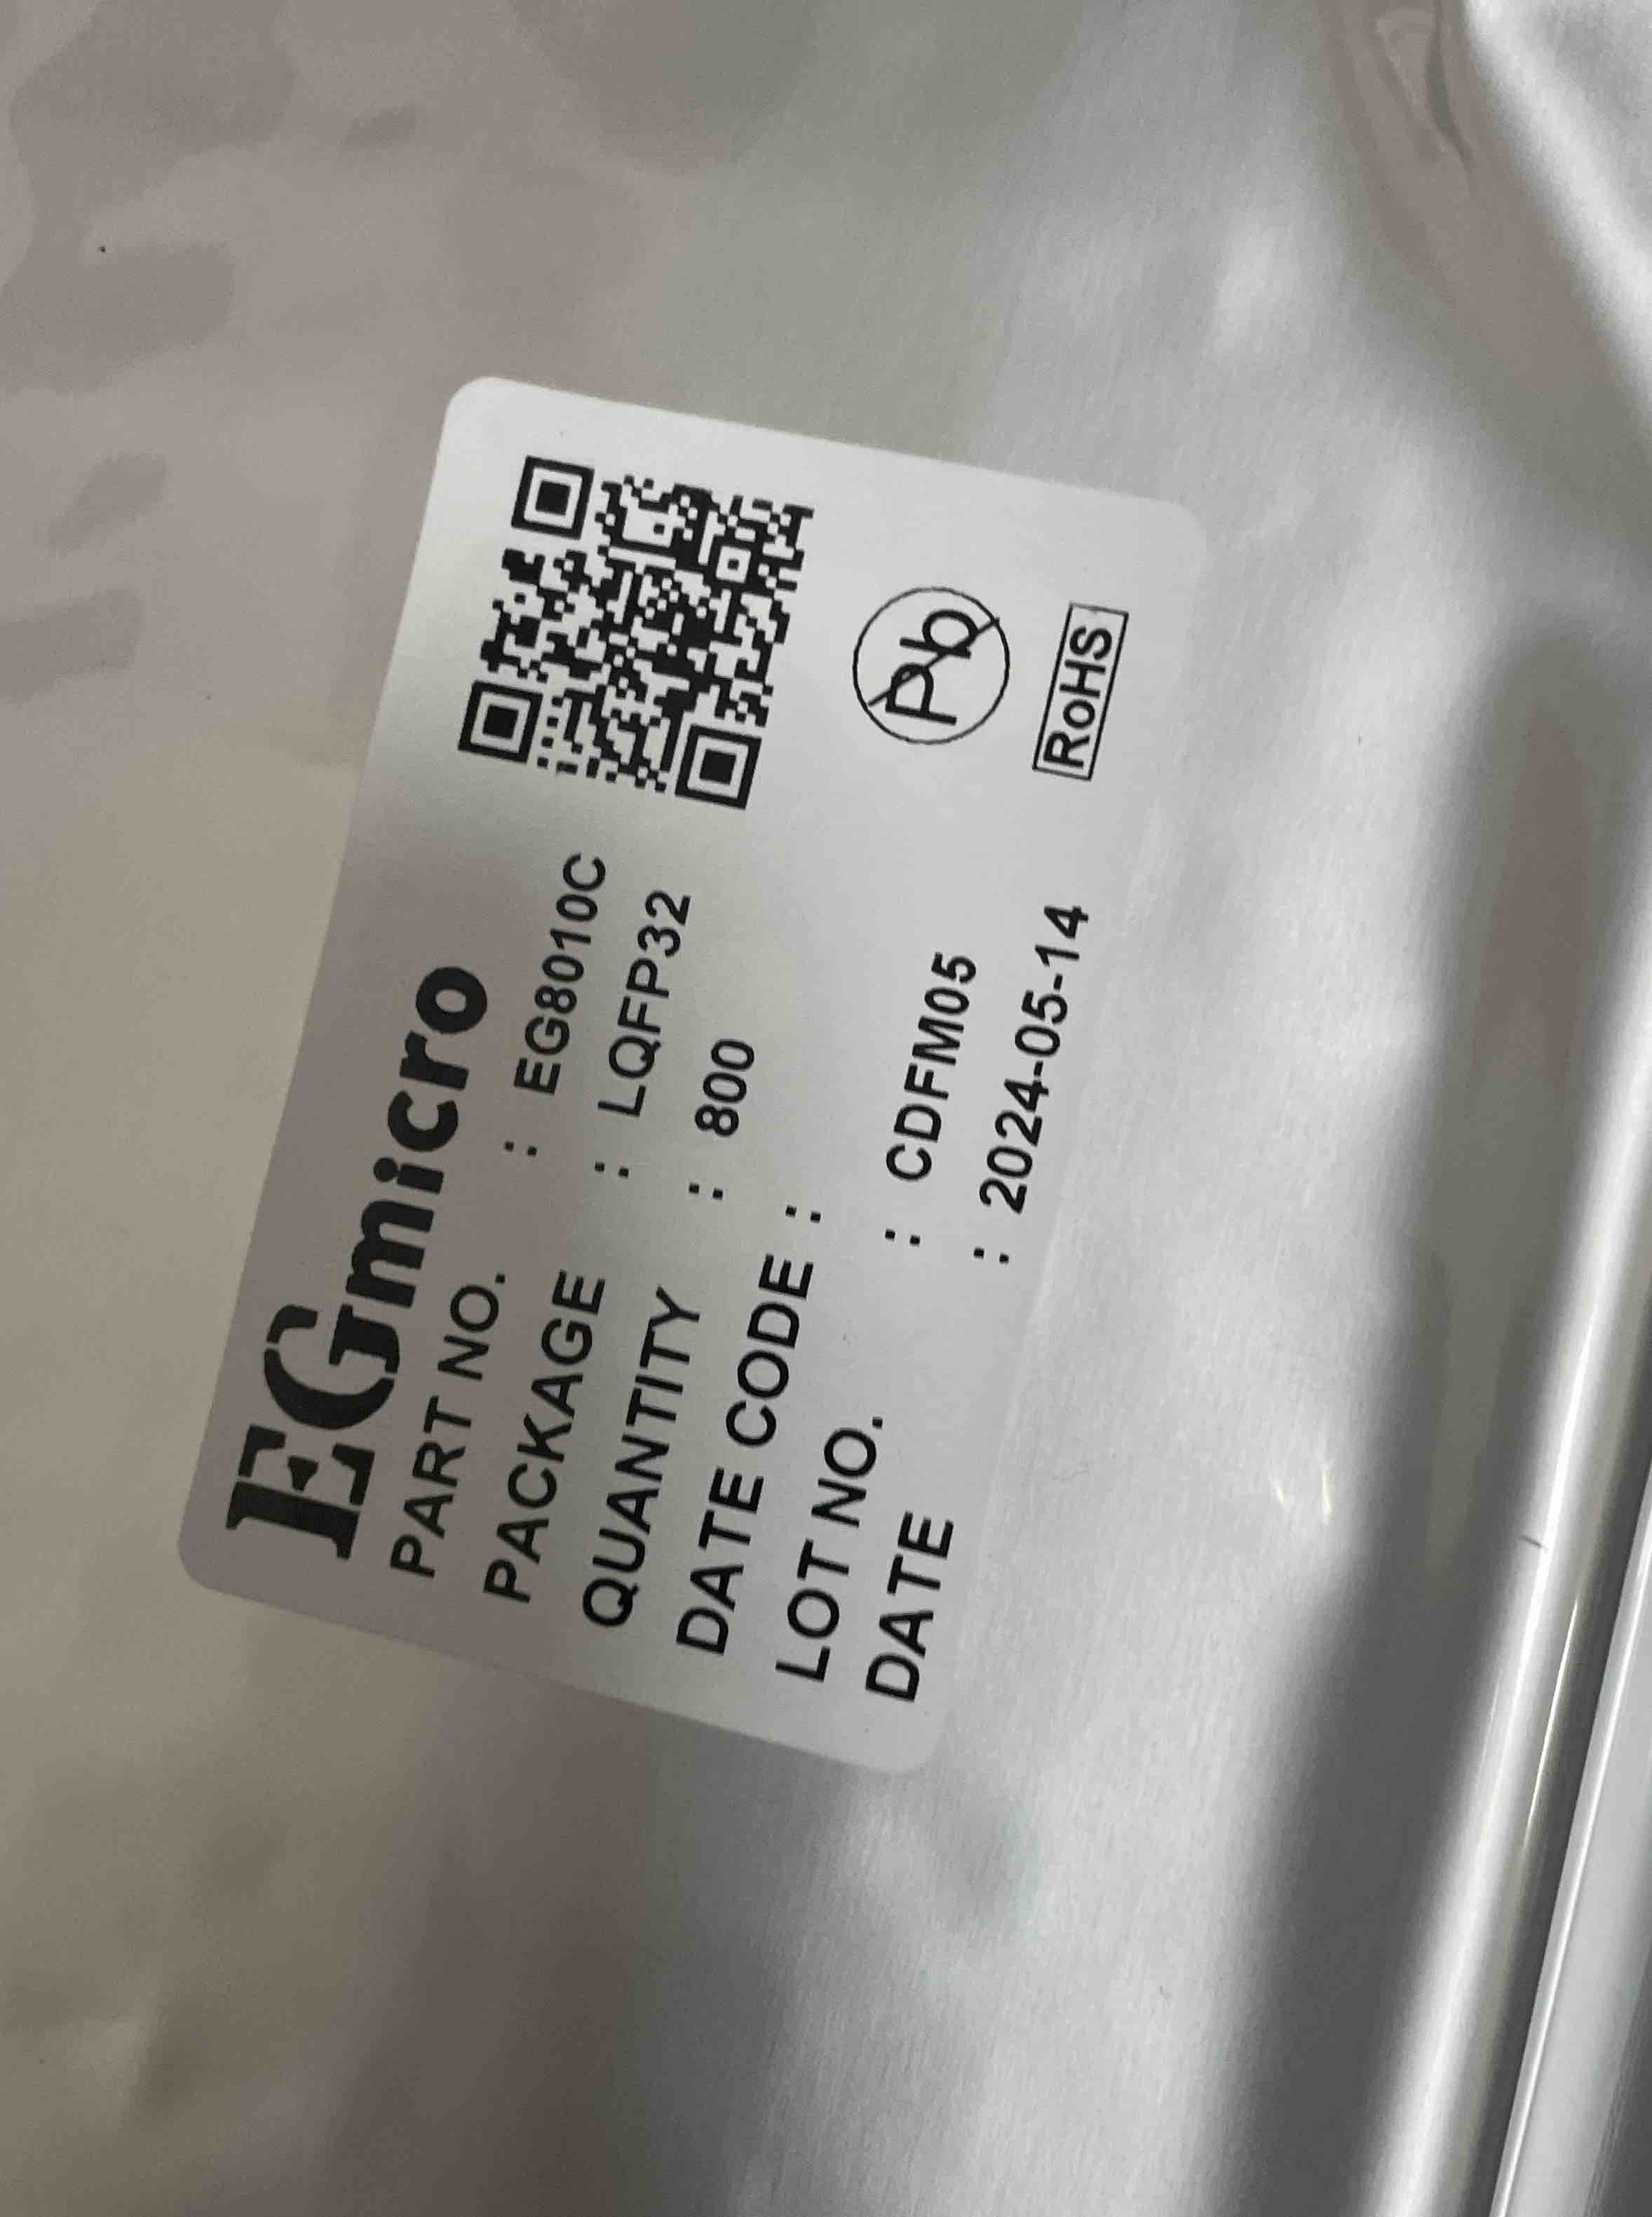 EGmicro
PART NO. : EG8010C
PACKAGE : LQFP32
QUANTITY : 800
DATE CODE :
LOT NO. : CDFM05
DATE : 2024-05-14
Pb
RoHS